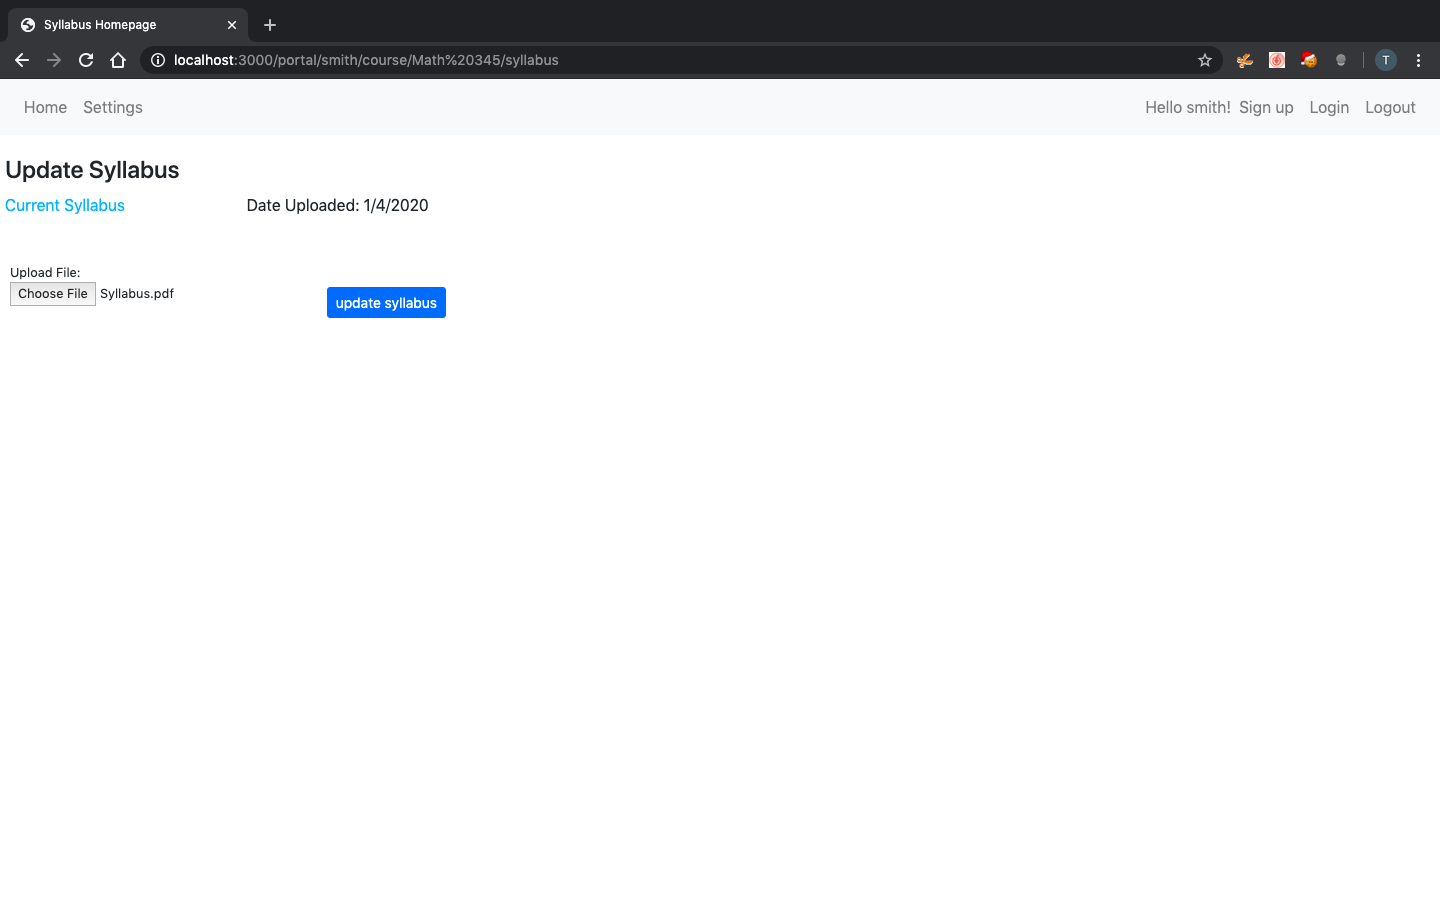 Syllabus Homepage
localhost:3000/portal/smith/course/Math%20345/syllabus
T
Home Settings Hello smith! Sign up Login Logout
Update Syllabus
Current Syllabus Date Uploaded: 1/4/2020
Upload File:
Choose File Syllabus.pdf
update syllabus